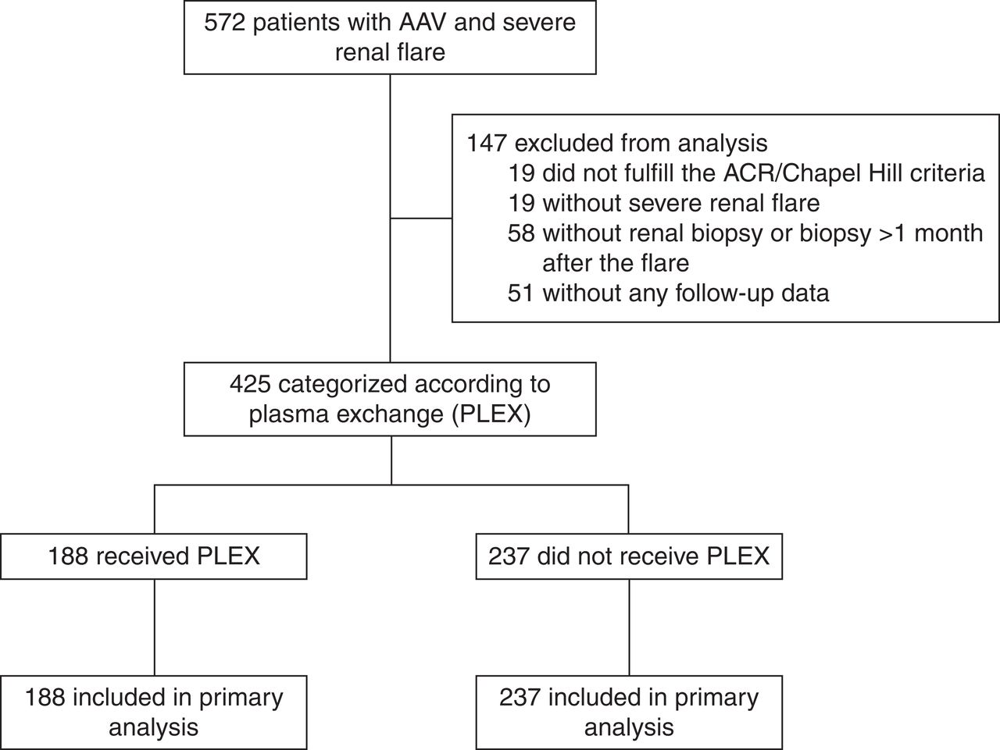 572 patients with AAV and severe
renal flare
147 excluded from analysis
19 did not fulfill the ACR/Chapel Hill criteria
19 without severe renal flare
58 without renal biopsy or biopsy >1 month
after the flare
51 without any follow-up data
425 categorized according to
plasma exchange (PLEX)
188 received PLEX
237 did not receive PLEX
188 included in primary
analysis
237 included in primary
analysis